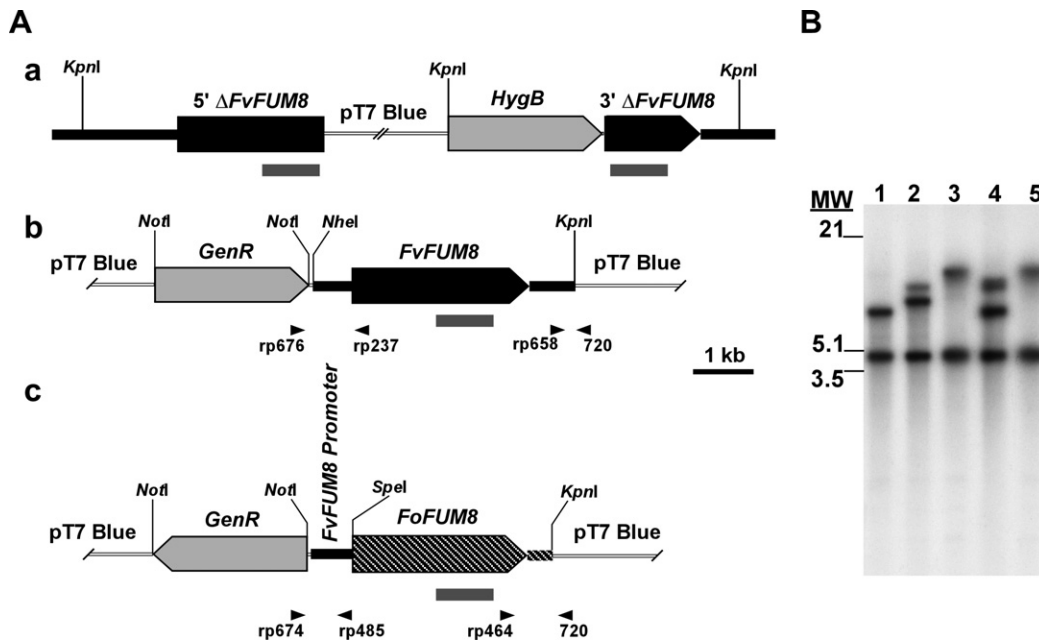 A
a
KpnI
5' ΔFvFUM8
pT7 Blue
KpnI
HygB
3' ΔFvFUM8
KpnI
b
pT7 Blue
NotI
GenR
NotI
NheI
FvFUM8
KpnI
pT7 Blue
rp676
rp237
rp658
720
1 kb
c
pT7 Blue
NotI
GenR
NotI
FvFUM8 Promoter
SpeI
FoFUM8
KpnI
pT7 Blue
rp674
rp485
rp464
720
B
MW 1 2 3 4 5
21
5.1
3.5